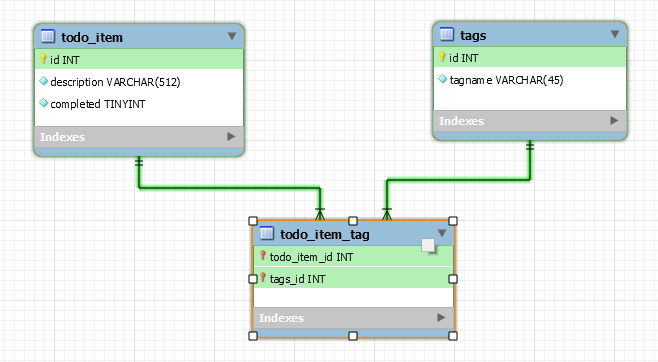 todo_item
id INT
description VARCHAR(512)
completed TINYINT
Indexes
tags
id INT
tagname VARCHAR(45)
Indexes
todo_item_tag
todo_item_id INT
tags_id INT
Indexes